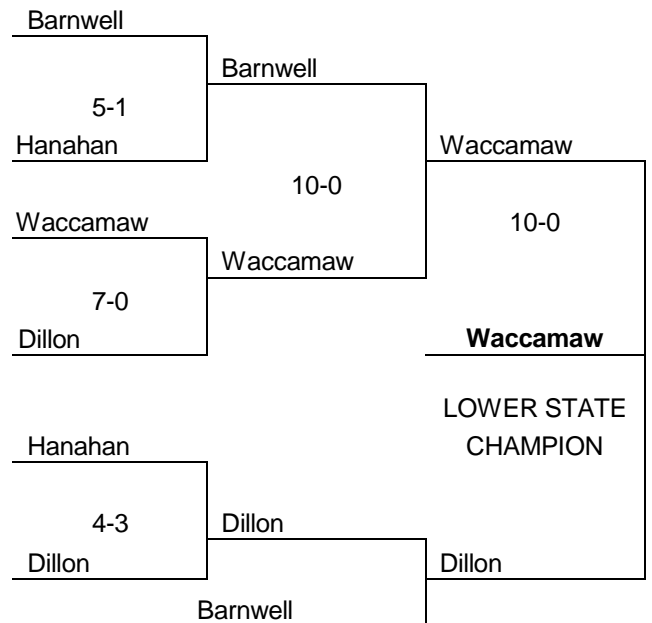 Barnwell
Barnwell
5-1
Hanahan
Waccamaw
10-0
Waccamaw
10-0
Waccamaw
7-0
Dillon
Waccamaw
LOWER STATE
CHAMPION
Hanahan
4-3
Dillon
Dillon
Dillon
Barnwell